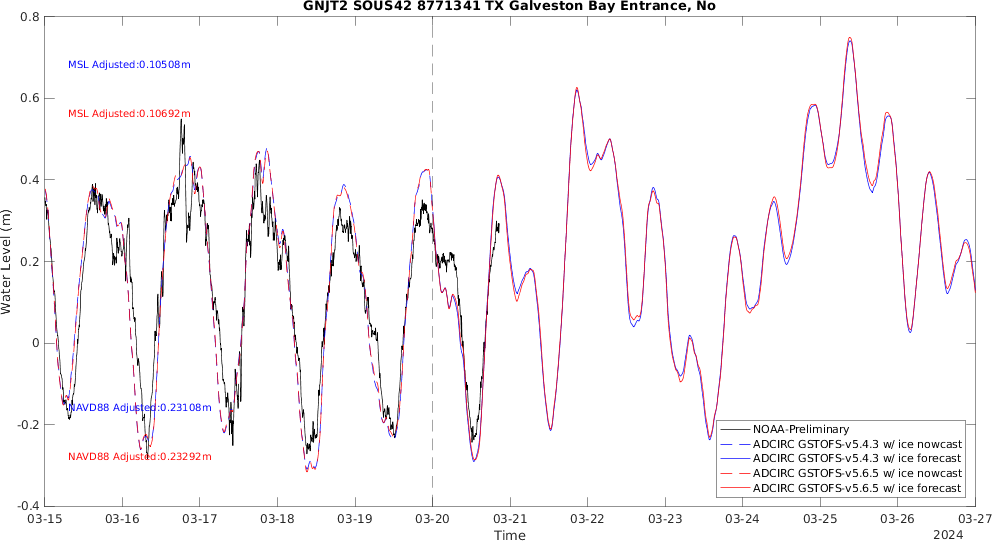 GNJT2 SOUS42 8771341 TX Galveston Bay Entrance, No
Water Level (m)
0.8
0.6
0.4
0.2
0
-0.2
-0.4
MSL Adjusted:0.10508m
MSL Adjusted:0.10692m
NAVD88 Adjusted:0.23108m
NAVD88 Adjusted:0.23292m
NOAA-Preliminary
ADCIRC GSTOFS-v5.4.3 w/ ice nowcast
ADCIRC GSTOFS-v5.4.3 w/ ice forecast
ADCIRC GSTOFS-v5.6.5 w/ ice nowcast
ADCIRC GSTOFS-v5.6.5 w/ ice forecast
03-15 03-16 03-17 03-18 03-19 03-20 03-21 03-22 03-23 03-24 03-25 03-26 03-27
Time
2024